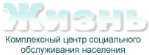 Жизнь
Комплексный центр социального
обслуживания населения